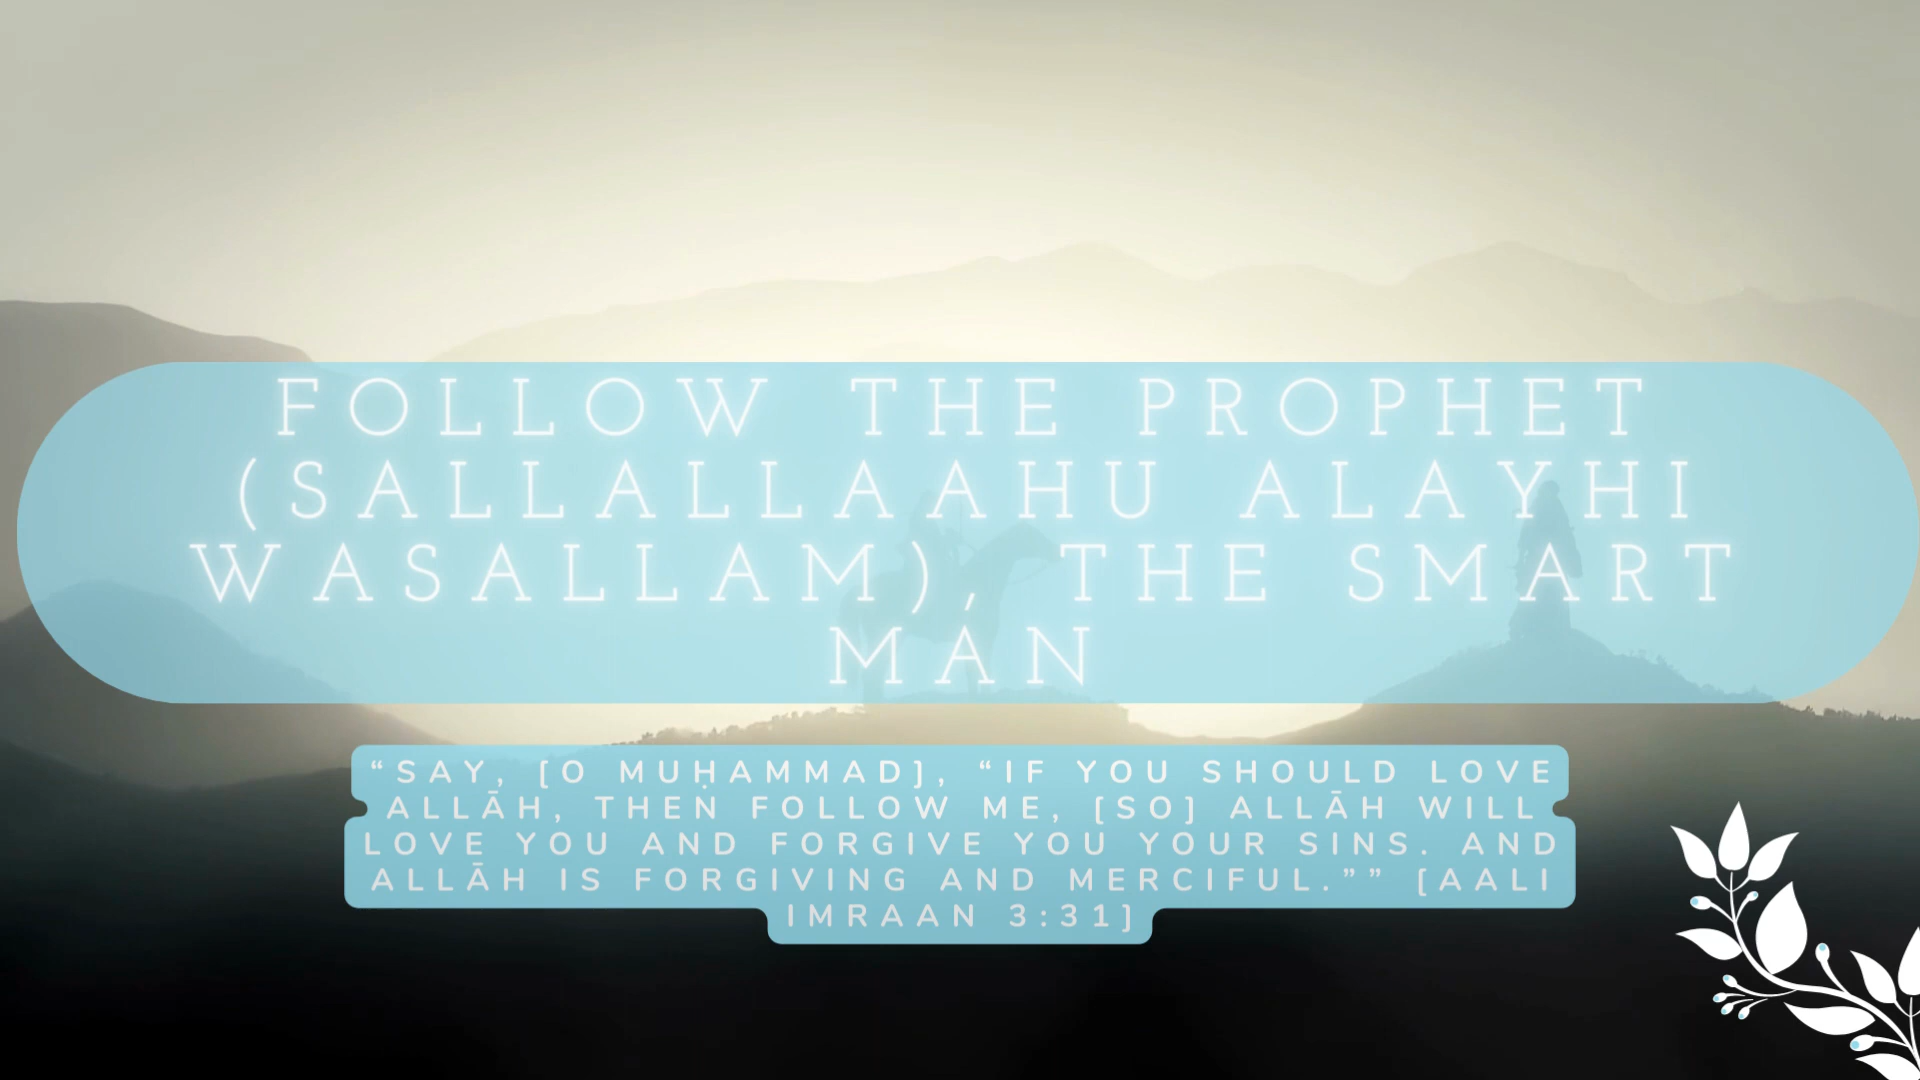 FOLLOW THE PROPHET
(SALLALLAAHU ALAYHI
WASALLAM), THE SMART
MAN
“SAY, [O MUḤAMMAD], “IF YOU SHOULD LOVE
ALLĀH, THEN FOLLOW ME, [SO] ALLĀH WILL
LOVE YOU AND FORGIVE YOU YOUR SINS. AND
ALLĀH IS FORGIVING AND MERCIFUL.”” [AALI
IMRAAN 3:31]